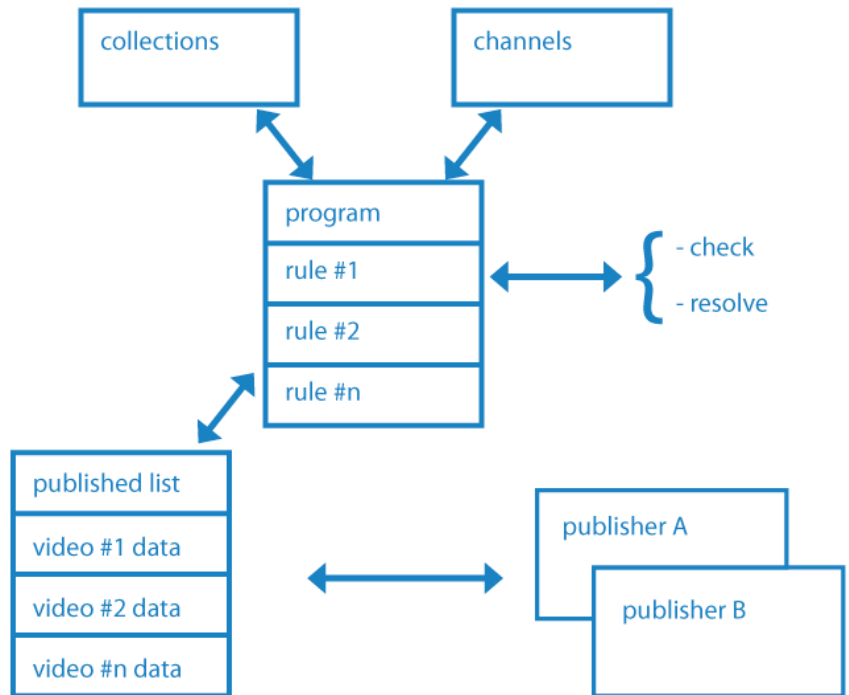 collections
channels
program
rule #1
- check
- resolve
rule #2
rule #n
published list
video #1 data
video #2 data
video #n data
publisher A
publisher B